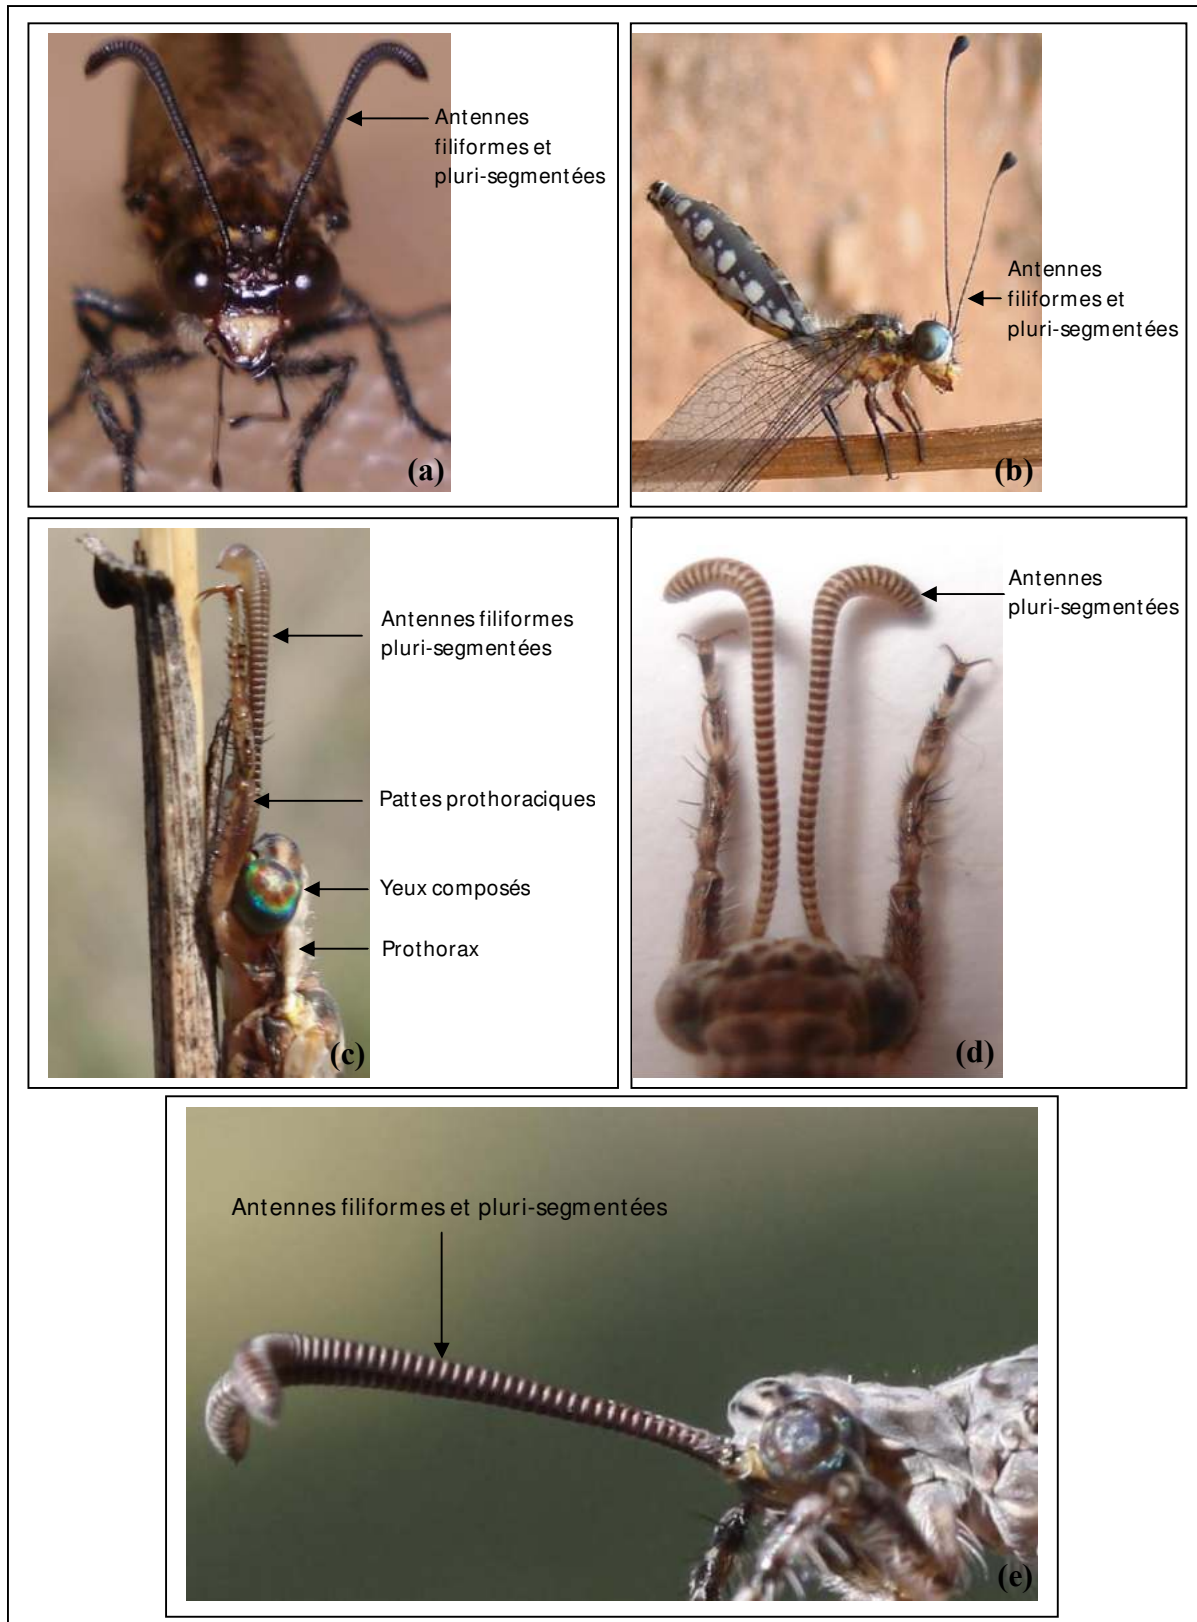 Antennes
filiformes et
pluri-segmentées
(a)
Antennes
filiformes et
pluri-segmentées
(b)
Antennes filiformes
pluri-segmentées
Pattes prothoraciques
Yeux composés
Prothorax
(c)
Antennes
pluri-segmentées
(d)
Antennes filiformes et pluri-segmentées
(e)